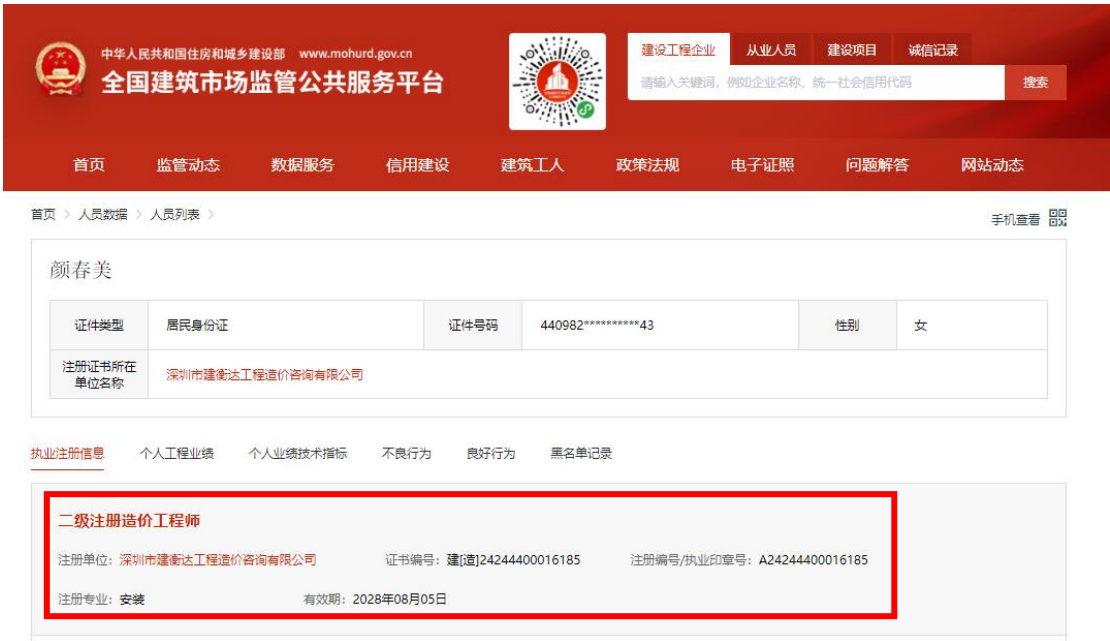 中华人民共和国住房和城乡建设部 www.mohurd.gov.cn
全国建筑市场监管公共服务平台
建设工程企业 从业人员 建设项目 诚信记录
请输入关键词，例如企业名称、统一社会信用代码 搜索
首页 监管动态 数据服务 信用建设 建筑工人 政策法规 电子证照 问题解答 网站动态
首页 > 人员数据 > 人员列表 >
手机查看
颜春美
证件类型 居民身份证 证件号码 440982**********43 性别 女
注册证书所在
单位名称
深圳市建衡达工程造价咨询有限公司
执业注册信息 个人工程业绩 个人业绩技术指标 不良行为 良好行为 黑名单记录
二级注册造价工程师
注册单位：深圳市建衡达工程造价咨询有限公司 证书编号：建[造]24244400016185 注册编号/执业印章号：A24244400016185
注册专业：安装 有效期：2028年08月05日